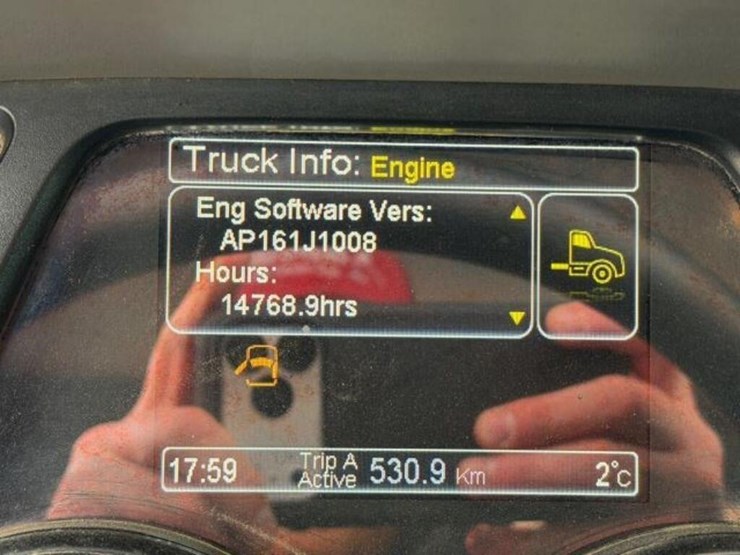 Truck Info: Engine
Eng Software Vers:
AP161J1008
Hours:
14768.9hrs
17:59 Trip A Active 530.9 Km 2°C